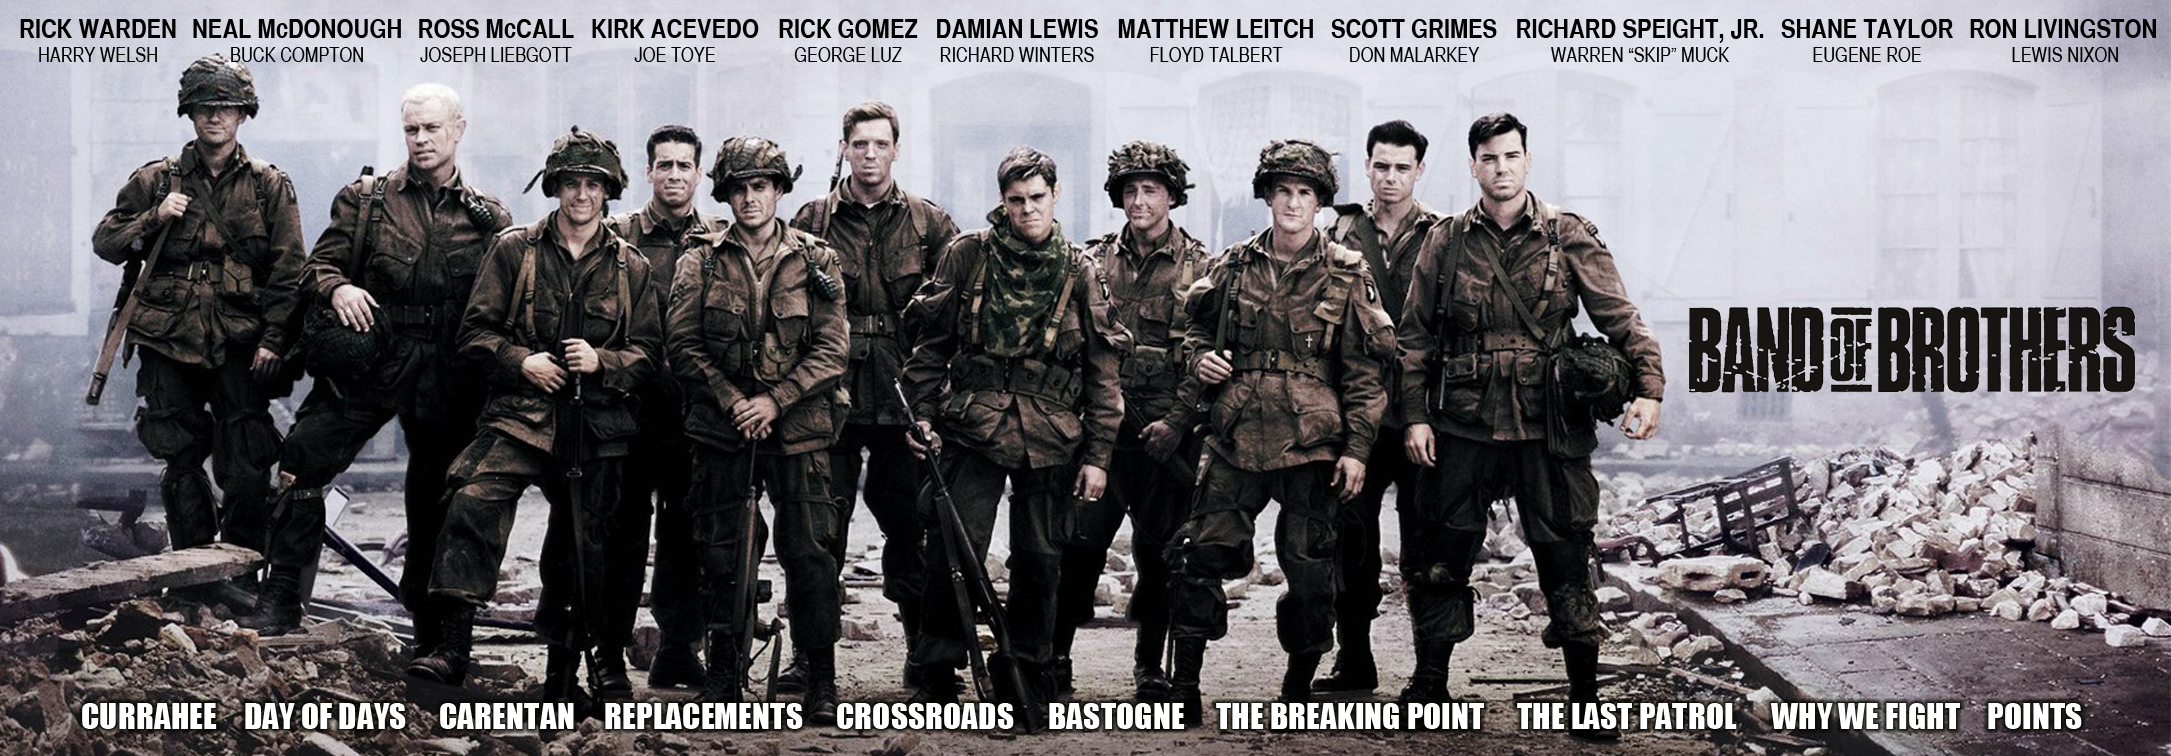 RICK WARDEN NEAL McDONOUGH ROSS McCALL KIRK ACEVEDO RICK GOMEZ DAMIAN LEWIS MATTHEW LEITCH SCOTT GRIMES RICHARD SPEIGHT, JR. SHANE TAYLOR RON LIVINGSTON
HARRY WELSH BUCK COMPTON JOSEPH LIEBGOTT JOE TOYE GEORGE LUZ RICHARD WINTERS FLOYD TALBERT DON MALARKEY WARREN “SKIP” MUCK EUGENE ROE LEWIS NIXON
BAND OF BROTHERS
CURRAHEE DAY OF DAYS CARENTAN REPLACEMENTS CROSSROADS BASTOGNE THE BREAKING POINT THE LAST PATROL WHY WE FIGHT POINTS